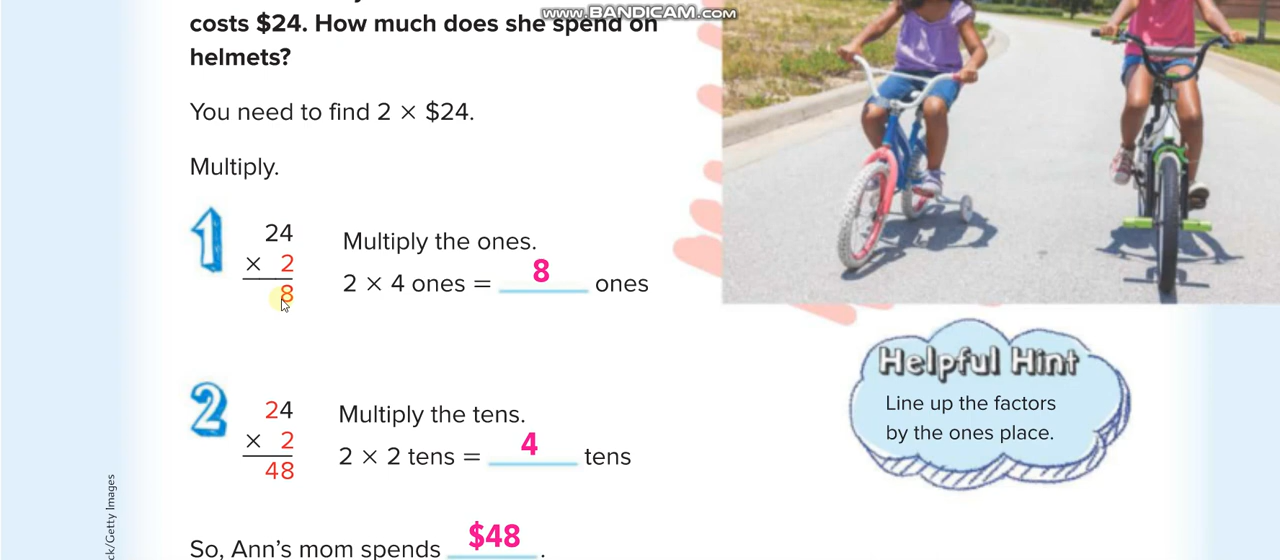 www.BANDICAM.com
costs $24. How much does she spend on
helmets?
You need to find 2 × $24.
Multiply.
1
24
× 2
8
Multiply the ones.
2 × 4 ones = 8 ones
2
24
× 2
48
Multiply the tens.
2 × 2 tens = 4 tens
So, Ann's mom spends $48.
Helpful Hint
Line up the factors
by the ones place.
ck/Getty Images